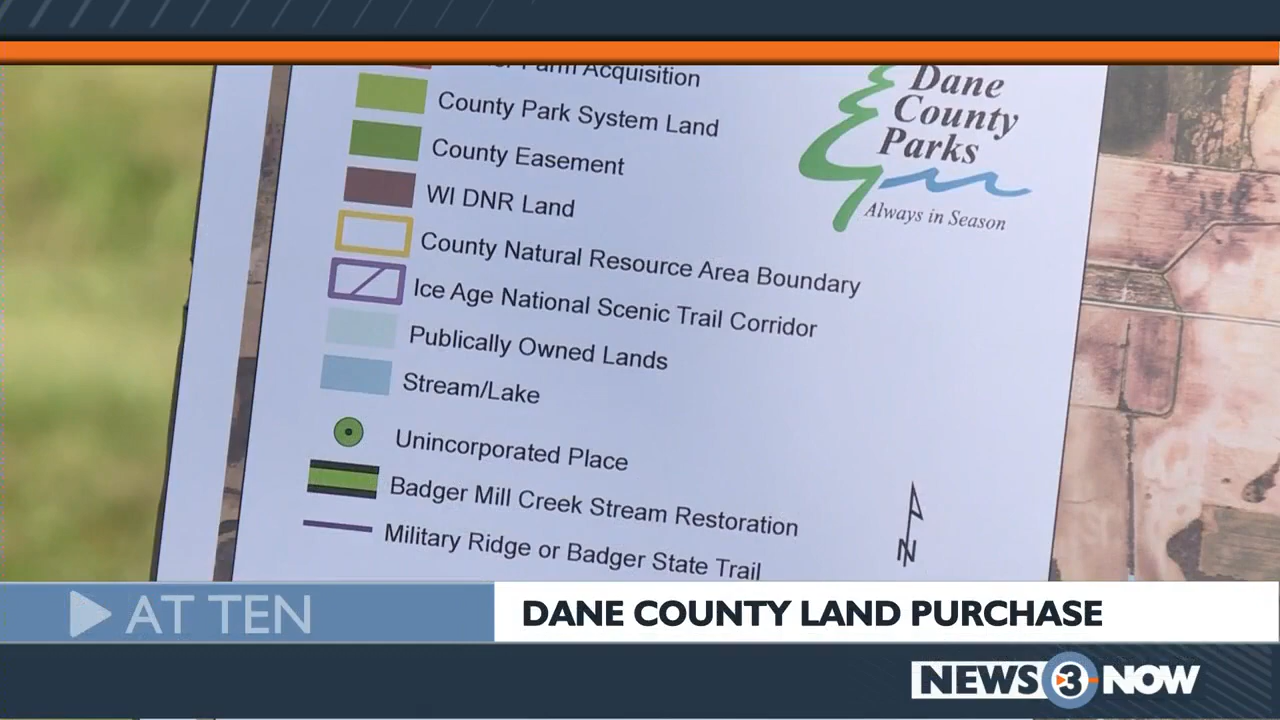 Farm Acquisition
County Park System Land
County Easement
WI DNR Land
County Natural Resource Area Boundary
Ice Age National Scenic Trail Corridor
Publically Owned Lands
Stream/Lake
Unincorporated Place
Badger Mill Creek Stream Restoration
Military Ridge or Badger State Trail
Dane
County
Parks
Always in Season
N
AT TEN
DANE COUNTY LAND PURCHASE
NEWS 3 NOW